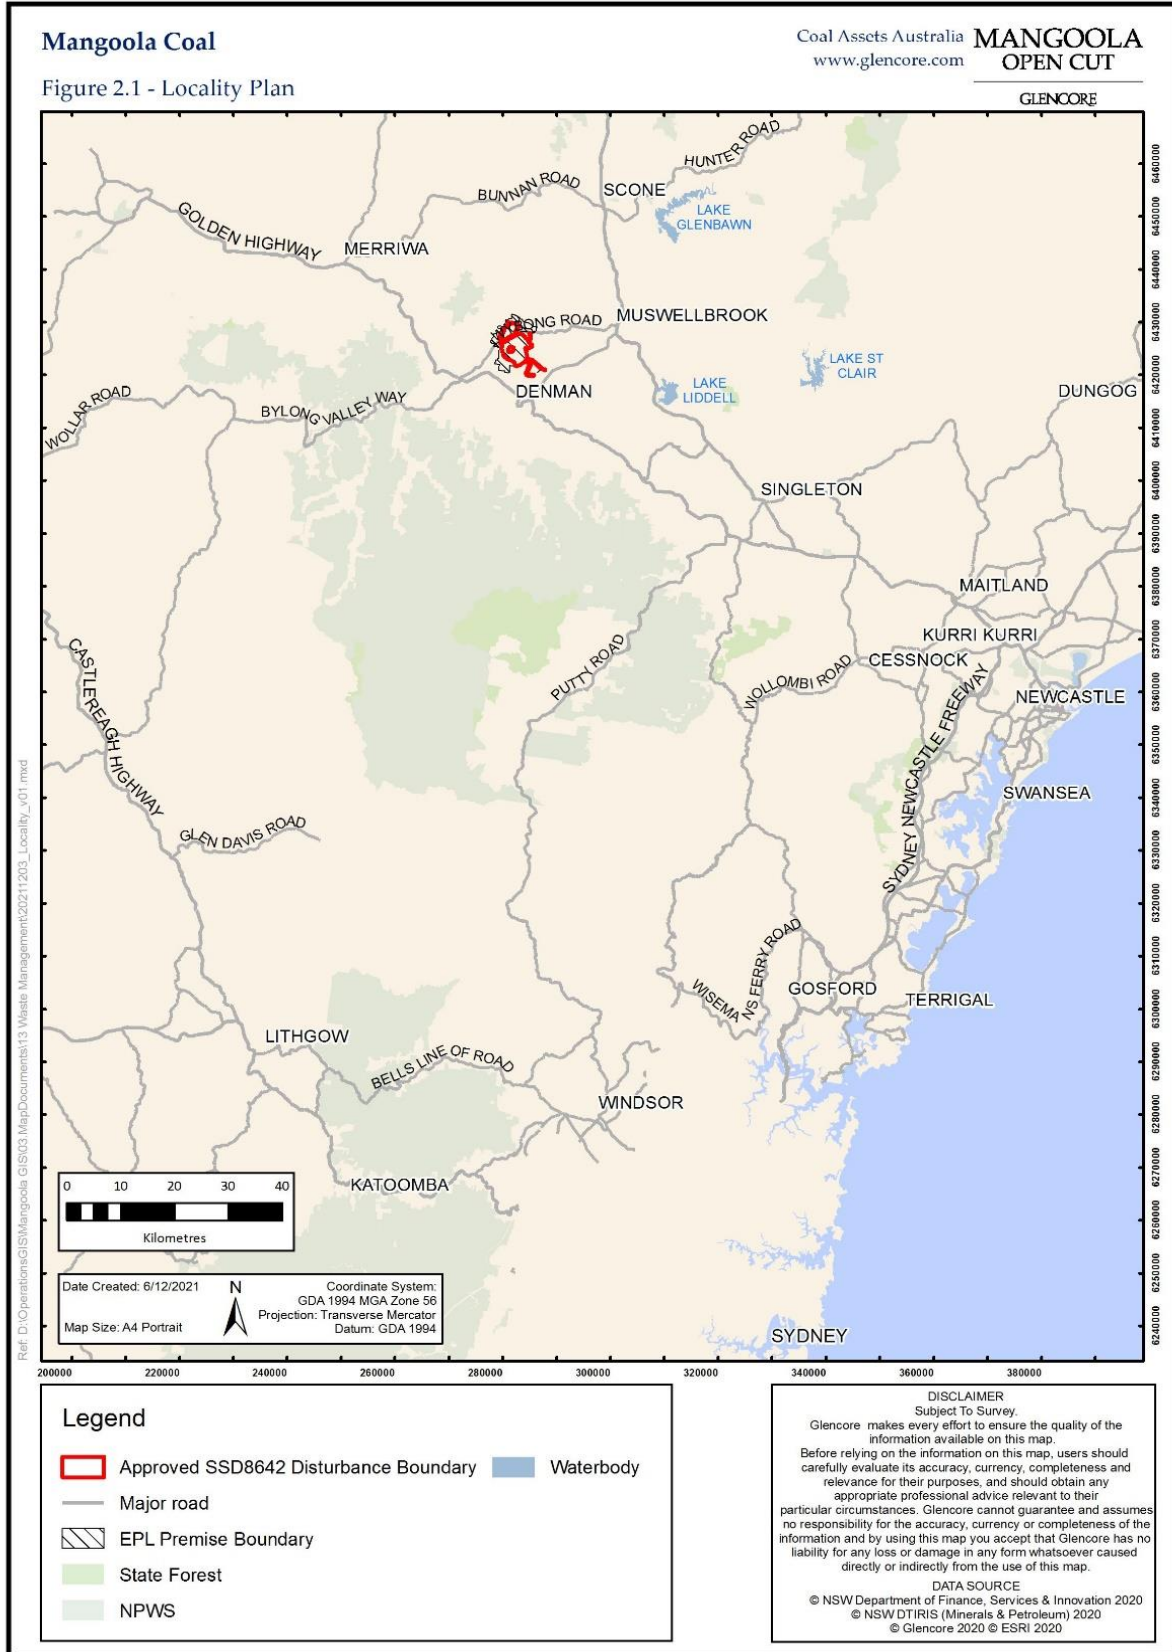 Mangoola Coal
Figure 2.1 - Locality Plan
Coal Assets Australia
www.glencore.com
MANGOOLA
OPEN CUT
GLENCORE
HUNTER ROAD
BUNNAN ROAD
SCONE
LAKE
GLENBAWN
GOLDEN HIGHWAY
MERRIWA
ONG ROAD
MUSWELLBROOK
LAKE ST
CLAIR
LAKE
LIDDELL
DENMAN
DUNGOG
WOLLAR ROAD
BYLONG VALLEY WAY
SINGLETON
MAITLAND
KURRI KURRI
CESSNOCK
CASTLEREAGH HIGHWAY
PUTTY ROAD
WOLLOMBI ROAD
NEWCASTLE
SYDNEY NEWCASTLE FREEWAY
SWANSEA
GLEN DAVIS ROAD
WISEMA
NS FERRY ROAD
GOSFORD
TERRIGAL
LITHGOW
BELLS LINE OF ROAD
WINDSOR
KATOOMBA
SYDNEY
6460000
6450000
6440000
6430000
6420000
6410000
6400000
6390000
6380000
6370000
6360000
6350000
6340000
6330000
6320000
6310000
6300000
6290000
6280000
6270000
6260000
6250000
6240000
0 10 20 30 40
Kilometres
Date Created: 6/12/2021
Map Size: A4 Portrait
N
Coordinate System:
GDA 1994 MGA Zone 56
Projection: Transverse Mercator
Datum: GDA 1994
200000 220000 240000 260000 280000 300000 320000 340000 360000 380000
Ref: D:\OperationsGIS\Mangoola GIS\03.MapDocuments\13 Waste Management\20211203_Locality_v01.mxd
Legend
Approved SSD8642 Disturbance Boundary
Waterbody
Major road
EPL Premise Boundary
State Forest
NPWS
DISCLAIMER
Subject To Survey.
Glencore makes every effort to ensure the quality of the
information available on this map.
Before relying on the information on this map, users should
carefully evaluate its accuracy, currency, completeness and
relevance for their purposes, and should obtain any
appropriate professional advice relevant to their
particular circumstances. Glencore cannot guarantee and assumes
no responsibility for the accuracy, currency or completeness of the
information and by using this map you accept that Glencore has no
liability for any loss or damage in any form whatsoever caused
directly or indirectly from the use of this map.
DATA SOURCE
© NSW Department of Finance, Services & Innovation 2020
© NSW DTIRIS (Minerals & Petroleum) 2020
© Glencore 2020 © ESRI 2020